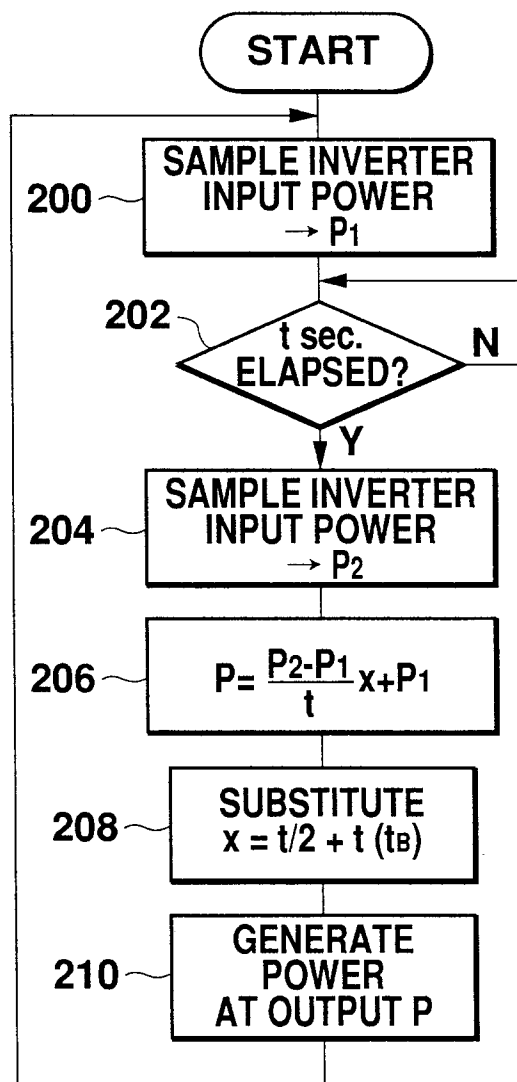 START
200
SAMPLE INVERTER
INPUT POWER
→ P1
202
t sec.
ELAPSED?
N
Y
204
SAMPLE INVERTER
INPUT POWER
→ P2
206
P= P2-P1/t x+P1
208
SUBSTITUTE
x = t/2 + t (tB)
210
GENERATE
POWER
AT OUTPUT P